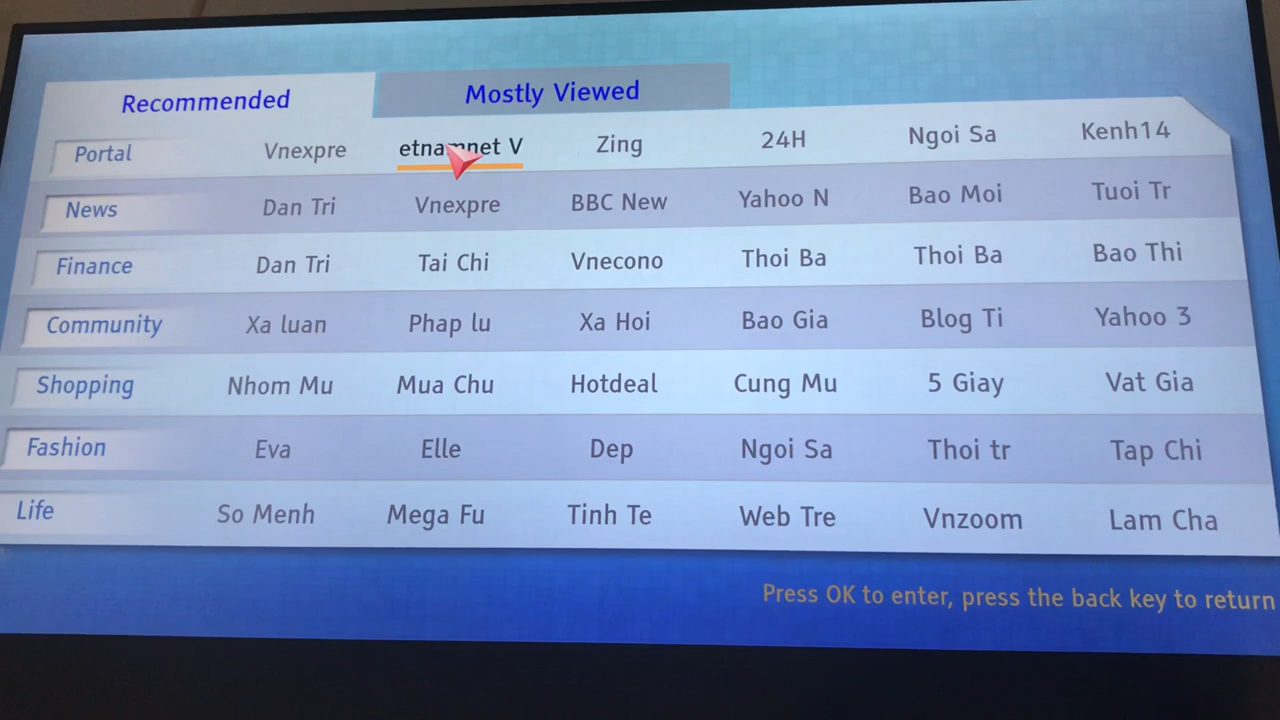 Recommended Mostly Viewed
Portal Vnexpre etnamnet V Zing 24H Ngoi Sa Kenh14
News Dan Tri Vnexpre BBC New Yahoo N Bao Moi Tuoi Tr
Finance Dan Tri Tai Chi Vnecono Thoi Ba Thoi Ba Bao Thi
Community Xa luan Phap lu Xa Hoi Bao Gia Blog Ti Yahoo 3
Shopping Nhom Mu Mua Chu Hotdeal Cung Mu 5 Giay Vat Gia
Fashion Eva Elle Dep Ngoi Sa Thoi tr Tap Chi
Life So Menh Mega Fu Tinh Te Web Tre Vnzoom Lam Cha
Press OK to enter, press the back key to return